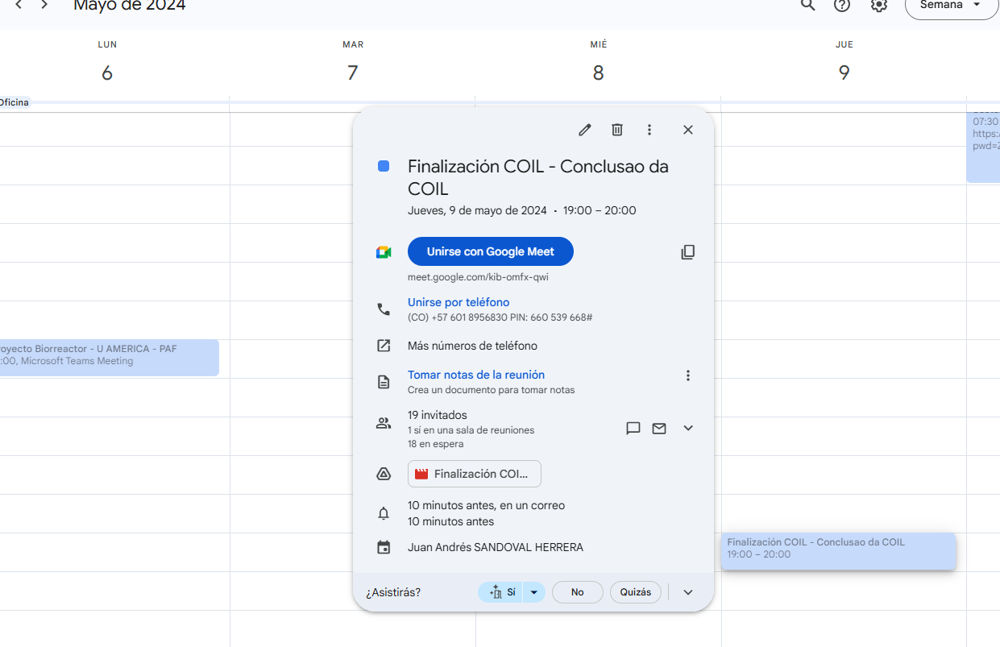 Mayo de 2024
Semana
LUN
MAR
MIÉ
JUE
6
7
8
9
Oficina
07:30
https:/
pwd=Z
Finalización COIL - Conclusao da
COIL
Jueves, 9 de mayo de 2024 · 19:00 – 20:00
Unirse con Google Meet
meet.google.com/kib-omfx-qwi
Unirse por teléfono
(CO) +57 601 8956830 PIN: 660 539 668#
Más números de teléfono
royecto Biorreactor - U AMERICA - PAF
:00, Microsoft Teams Meeting
Tomar notas de la reunión
Crea un documento para tomar notas
19 invitados
1 sí en una sala de reuniones
18 en espera
Finalización COI...
10 minutos antes, en un correo
10 minutos antes
Juan Andrés SANDOVAL HERRERA
Finalización COIL - Conclusao da COIL
19:00 – 20:00
¿Asistirás?
Sí
No
Quizás